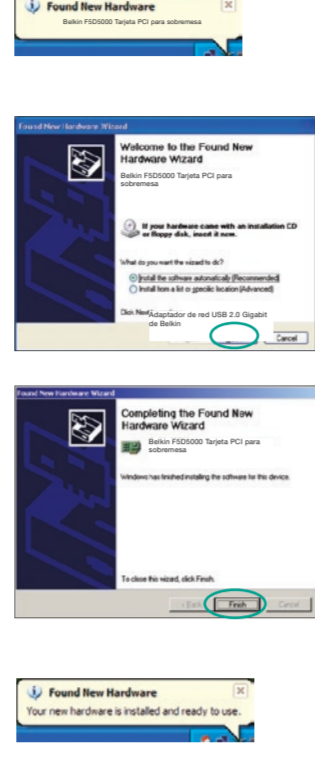 Found New Hardware
Belkin F5D5000 Tarjeta PCI para sobremesa
Found New Hardware Wizard
Welcome to the Found New
Hardware Wizard
Belkin F5D5000 Tarjeta PCI para
sobremesa
If your hardware came with an installation CD
or floppy disk, insert it now.
What do you want the wizard to do?
Install the software automatically (Recommended)
Install from a list or specific location (Advanced)
Click Next
Adaptador de red USB 2.0 Gigabit
de Belkin
Cancel
Found New Hardware Wizard
Completing the Found New
Hardware Wizard
Belkin F5D5000 Tarjeta PCI para
sobremesa
Windows has finished installing the software for this device.
To close this wizard, click Finish.
< Back Finish Cancel
Found New Hardware
Your new hardware is installed and ready to use.